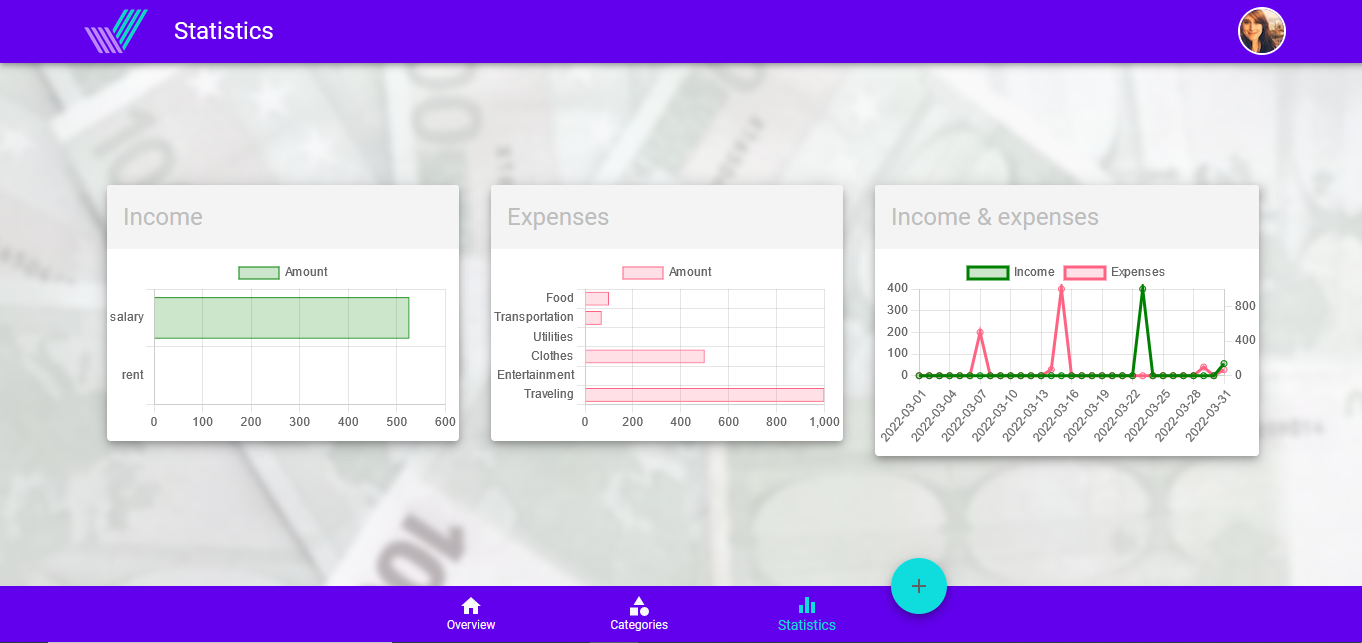 Statistics
Income
Amount
salary
rent
0 100 200 300 400 500 600
Expenses
Amount
Food
Transportation
Utilities
Clothes
Entertainment
Traveling
0 200 400 600 800 1,000
Income & expenses
Income Expenses
400
300
200
100
0
800
400
0
2022-03-01 2022-03-04 2022-03-07 2022-03-10 2022-03-13 2022-03-16 2022-03-19 2022-03-22 2022-03-25 2022-03-28 2022-03-31
100
100
10
+
Overview Categories Statistics